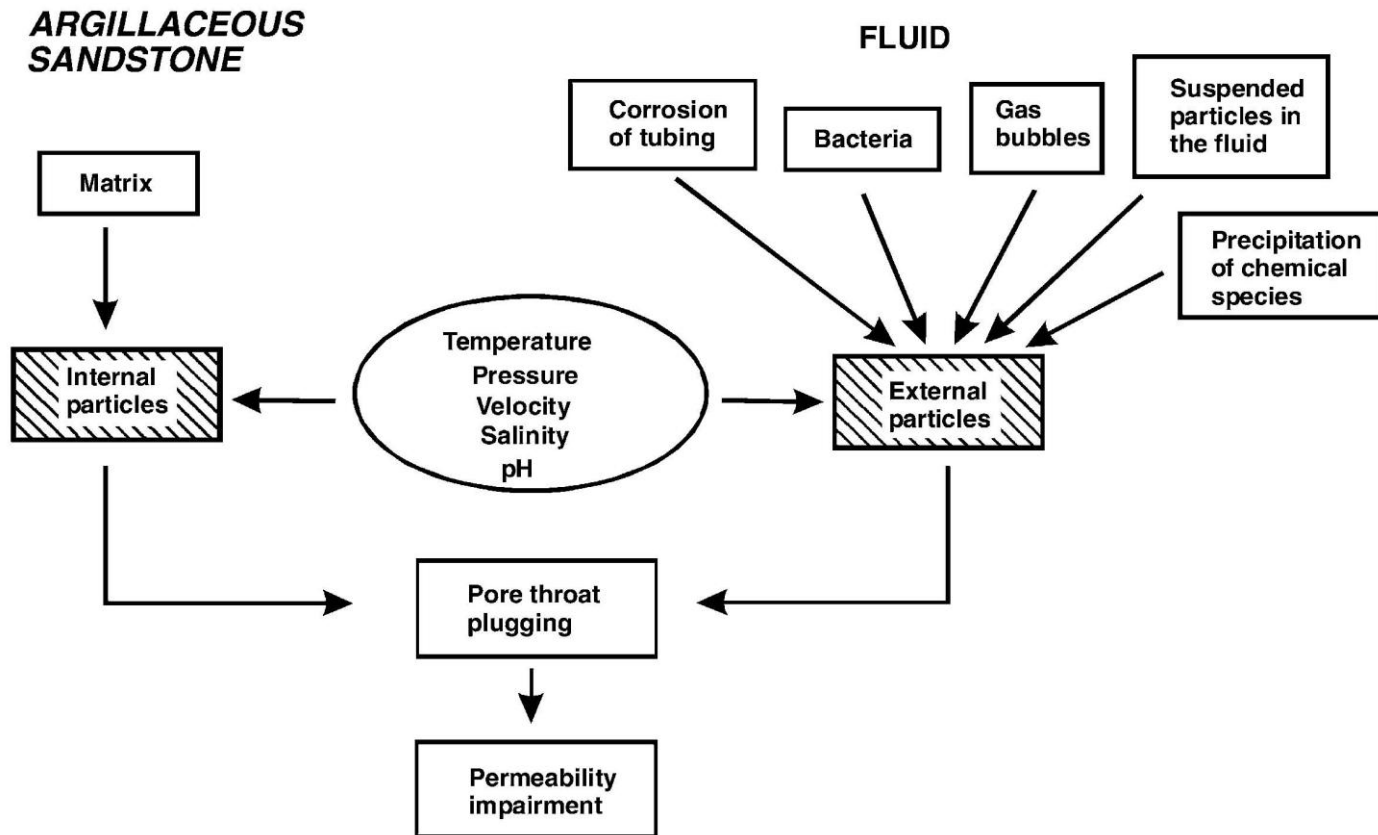 ARGILLACEOUS
SANDSTONE
FLUID
Corrosion
of tubing
Bacteria
Gas
bubbles
Suspended
particles in
the fluid
Matrix
Precipitation
of chemical
species
Internal
particles
Temperature
Pressure
Velocity
Salinity
pH
External
particles
Pore throat
plugging
Permeability
impairment